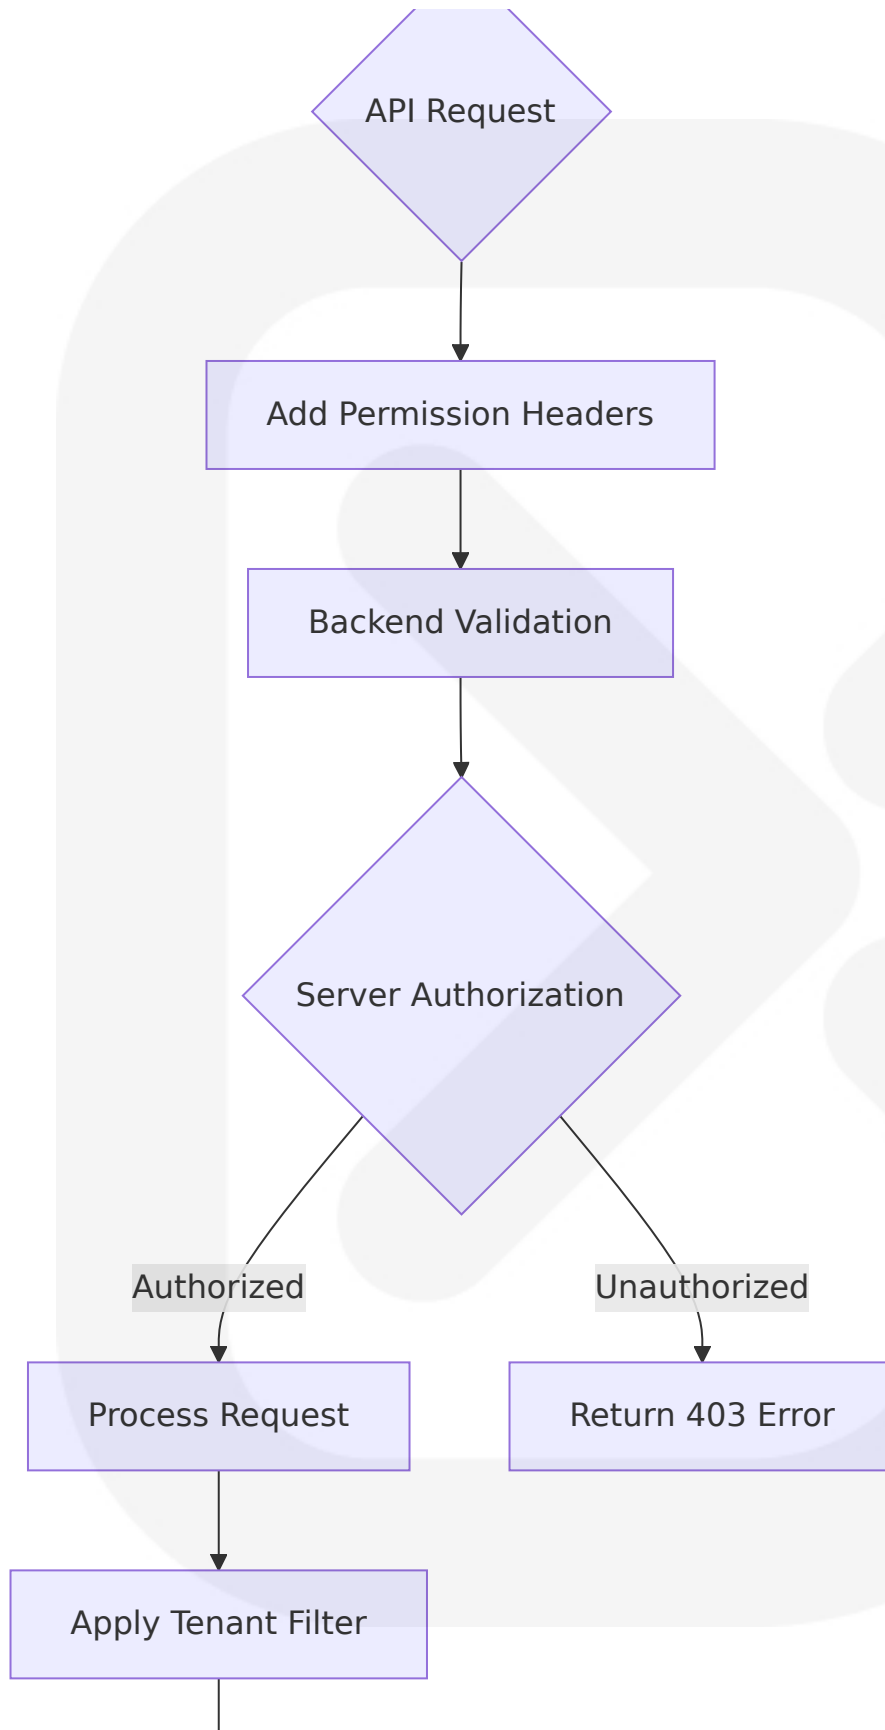 API Request
Add Permission Headers
Backend Validation
Server Authorization
Authorized
Unauthorized
Process Request
Return 403 Error
Apply Tenant Filter